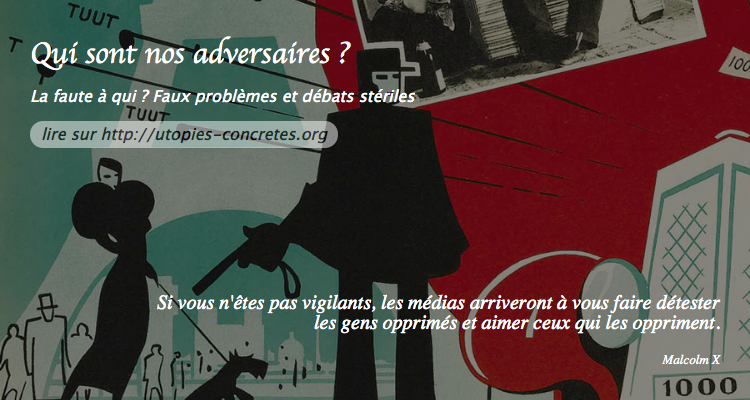 TUUT
T
Qui sont nos adversaires ?
100
La faute à qui ? Faux problèmes et débats stériles
TUUT
lire sur http://utopies-concretes.org
Si vous n'êtes pas vigilants, les médias arriveront à vous faire détester
les gens opprimés et aimer ceux qui les oppriment.
Malcolm X
1000